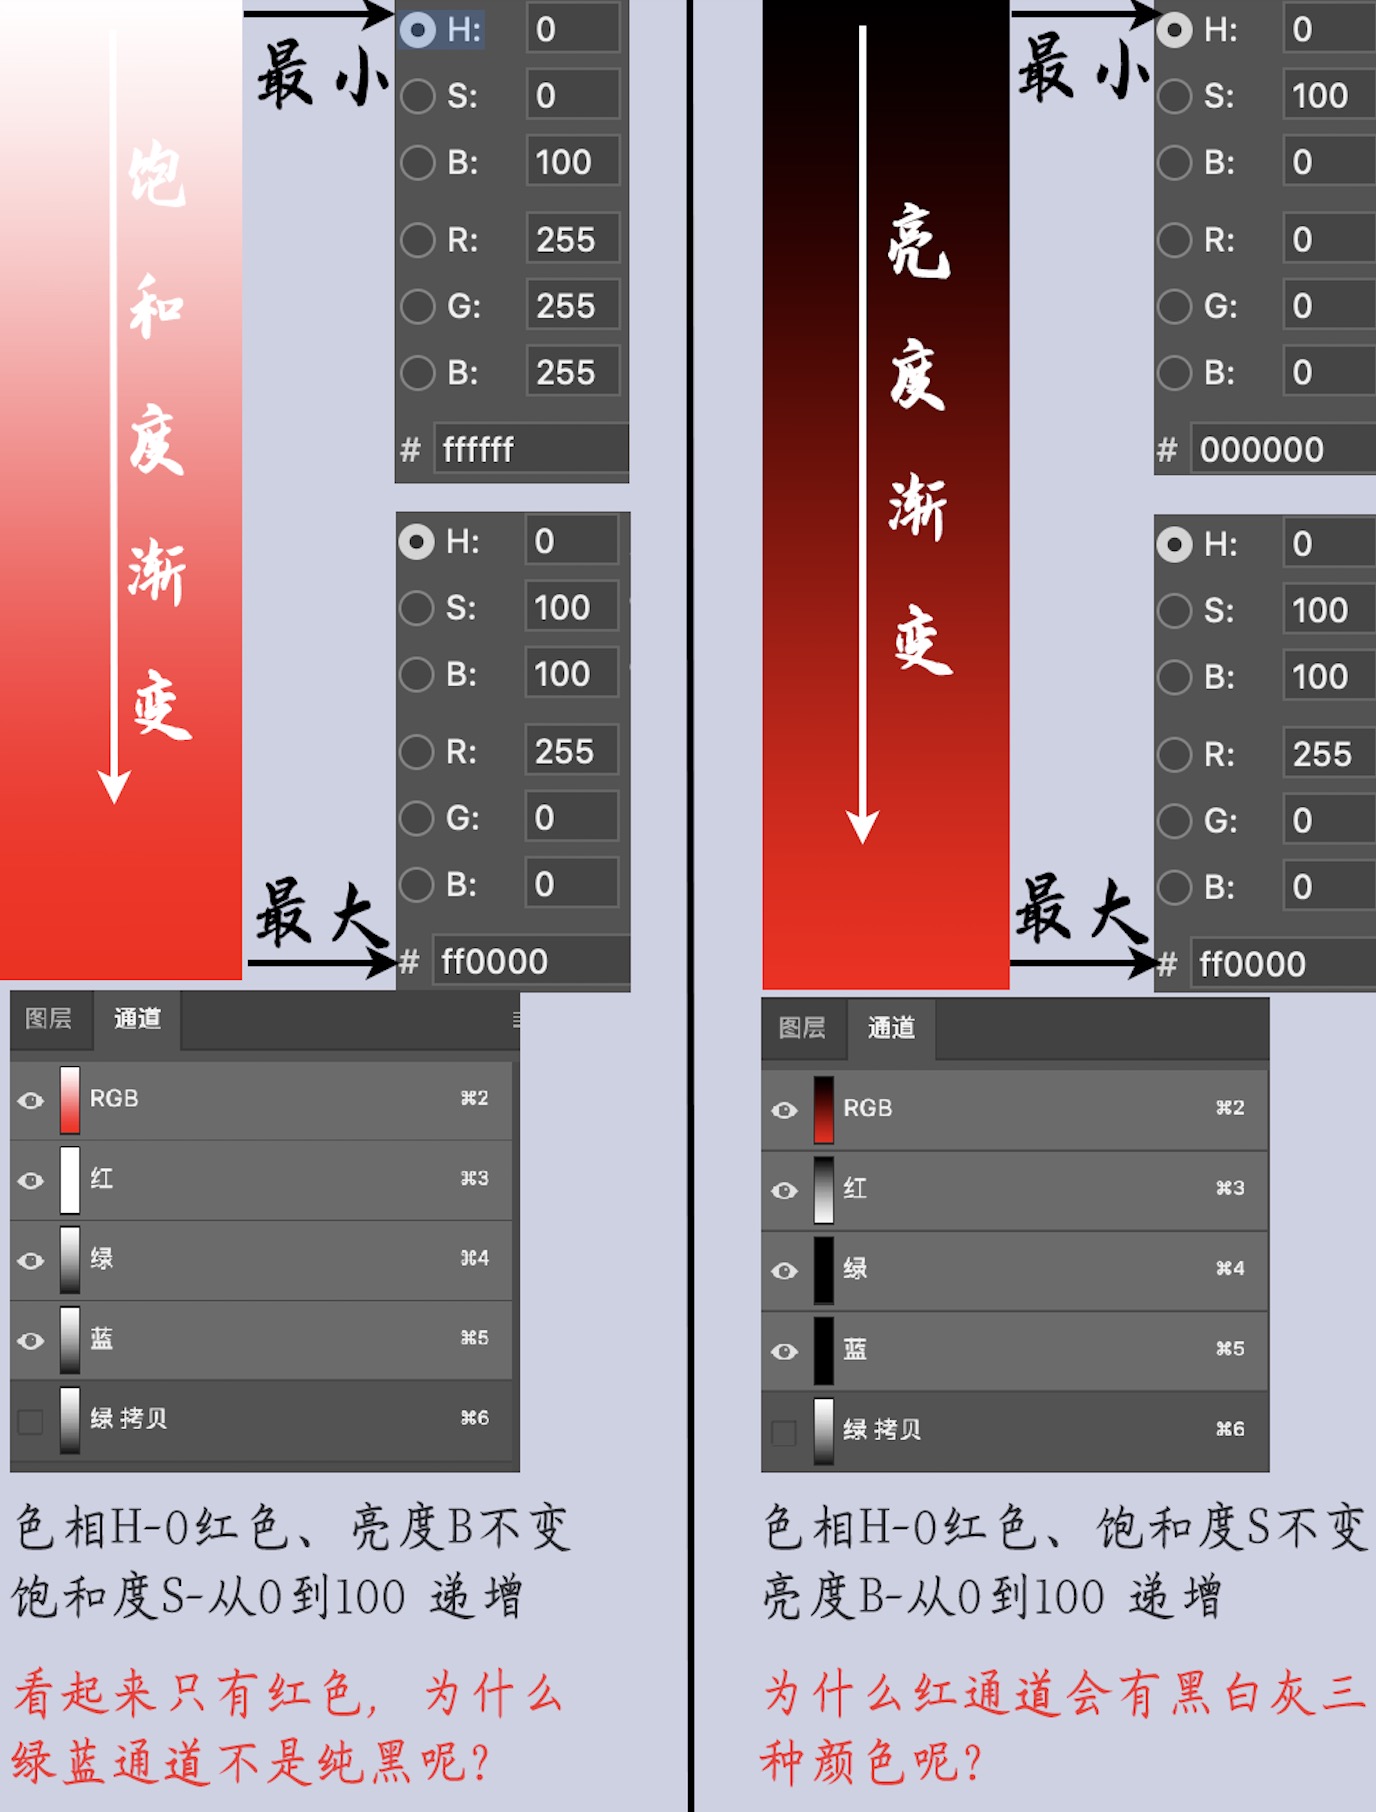 饱和度渐变
最小
H: 0
S: 0
B: 100
R: 255
G: 255
B: 255
# ffffff
H: 0
S: 100
B: 100
R: 255
G: 0
B: 0
最大
# ff0000
图层 通道
RGB ⌘2
红 ⌘3
绿 ⌘4
蓝 ⌘5
绿 拷贝 ⌘6
色相H-0红色、亮度B不变
饱和度S-从0到100 递增
看起来只有红色，为什么
绿蓝通道不是纯黑呢？
亮度渐变
最小
H: 0
S: 100
B: 0
R: 0
G: 0
B: 0
# 000000
H: 0
S: 100
B: 100
R: 255
G: 0
B: 0
最大
# ff0000
图层 通道
RGB ⌘2
红 ⌘3
绿 ⌘4
蓝 ⌘5
绿 拷贝 ⌘6
色相H-0红色、饱和度S不变
亮度B-从0到100 递增
为什么红通道会有黑白灰三
种颜色呢？